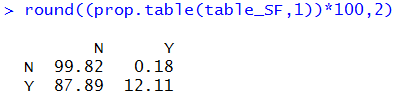 > round((prop.table(table_SF,1))*100,2)
N Y
N 99.82 0.18
Y 87.89 12.11